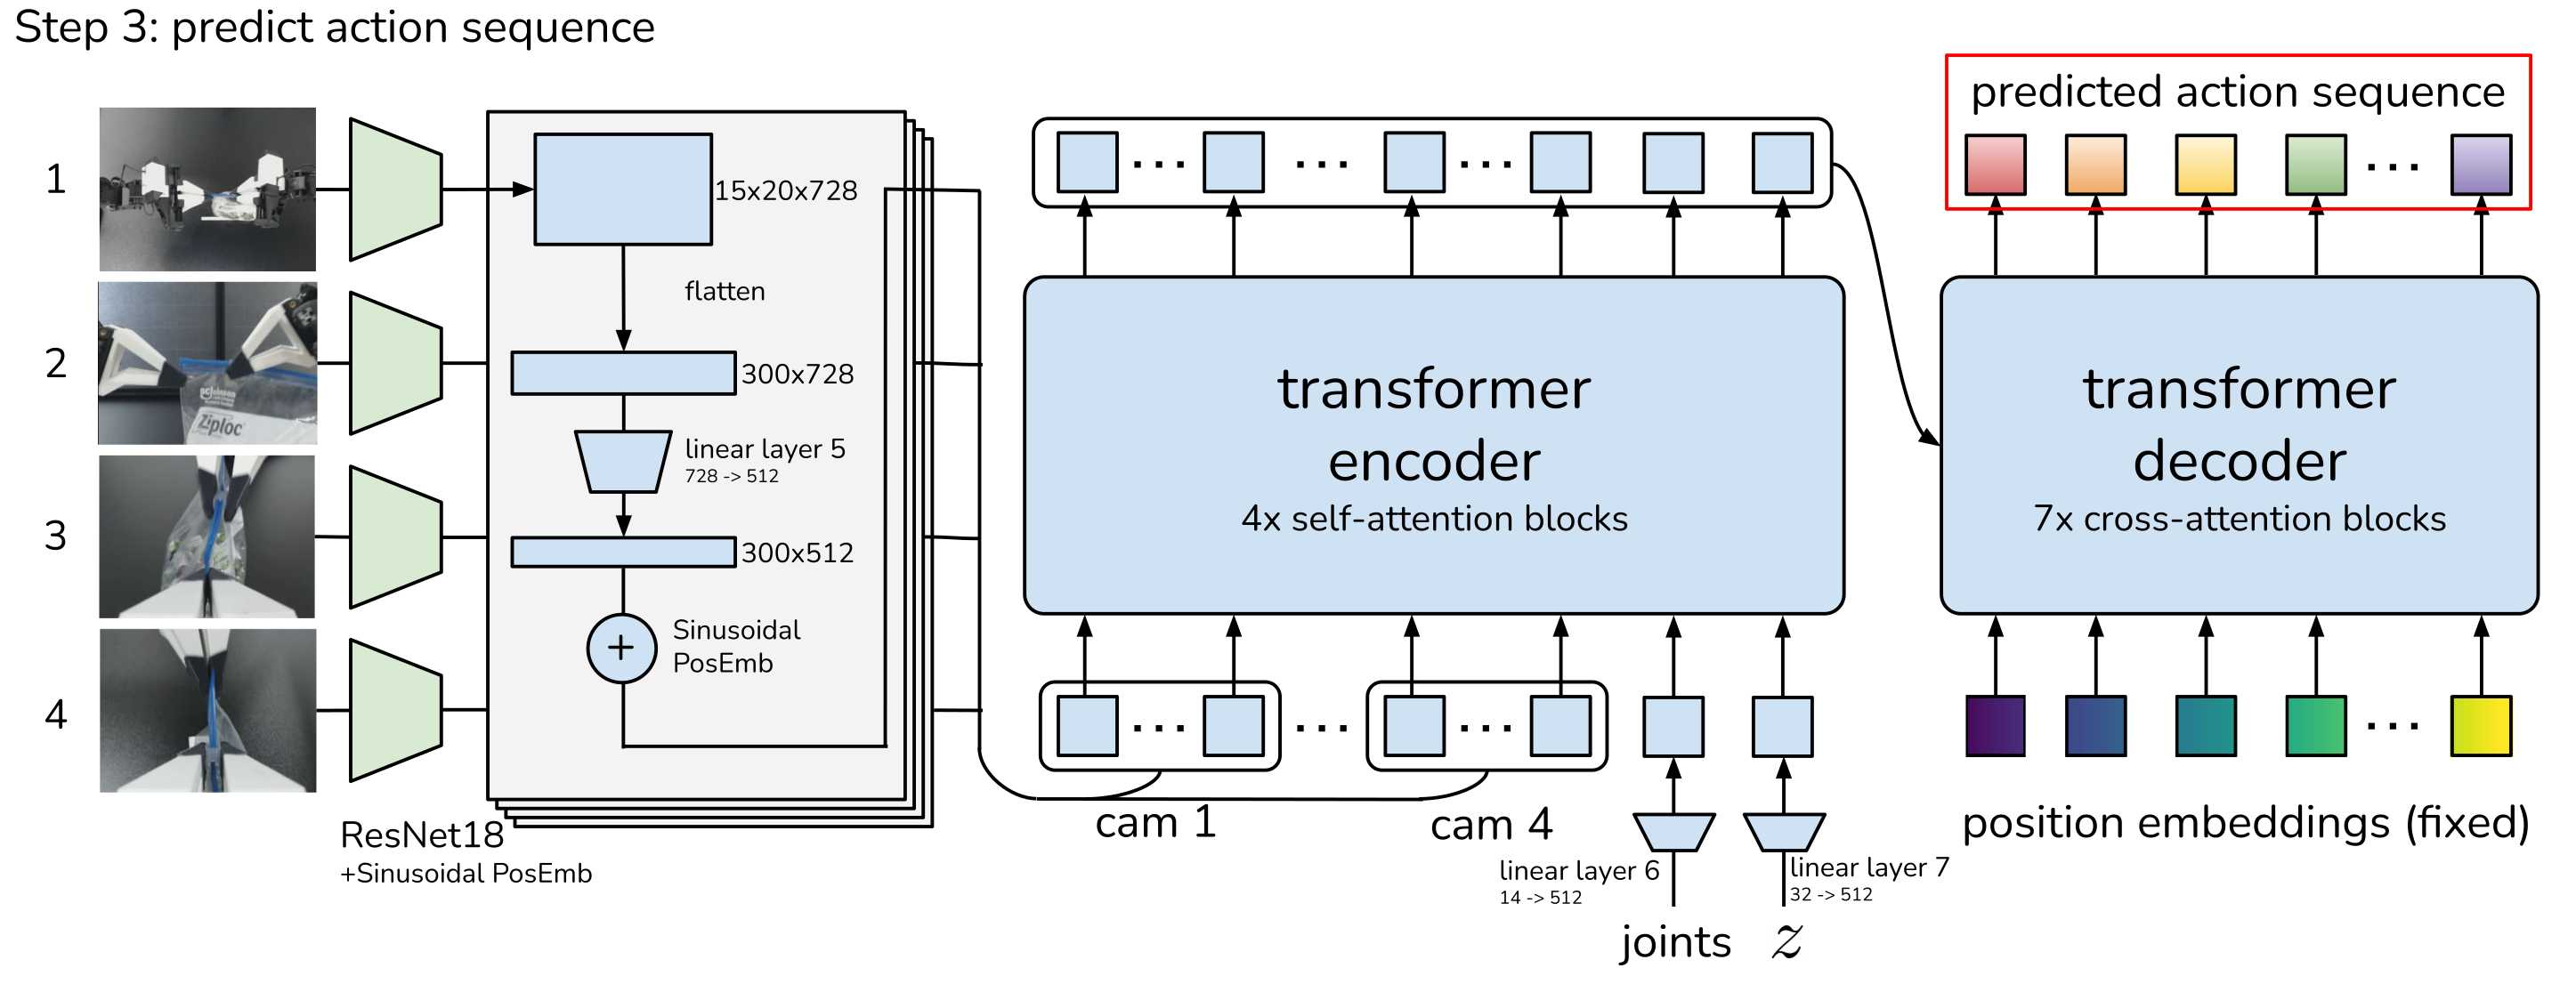 Step 3: predict action sequence
predicted action sequence
1
15x20x728
flatten
2
Ziploc
300x728
linear layer 5
728 -> 512
3
300x512
Sinusoidal
PosEmb
4
ResNet18
+Sinusoidal PosEmb
transformer
encoder
4x self-attention blocks
transformer
decoder
7x cross-attention blocks
cam 1
cam 4
linear layer 6
14 -> 512
linear layer 7
32 -> 512
joints
z
position embeddings (fixed)